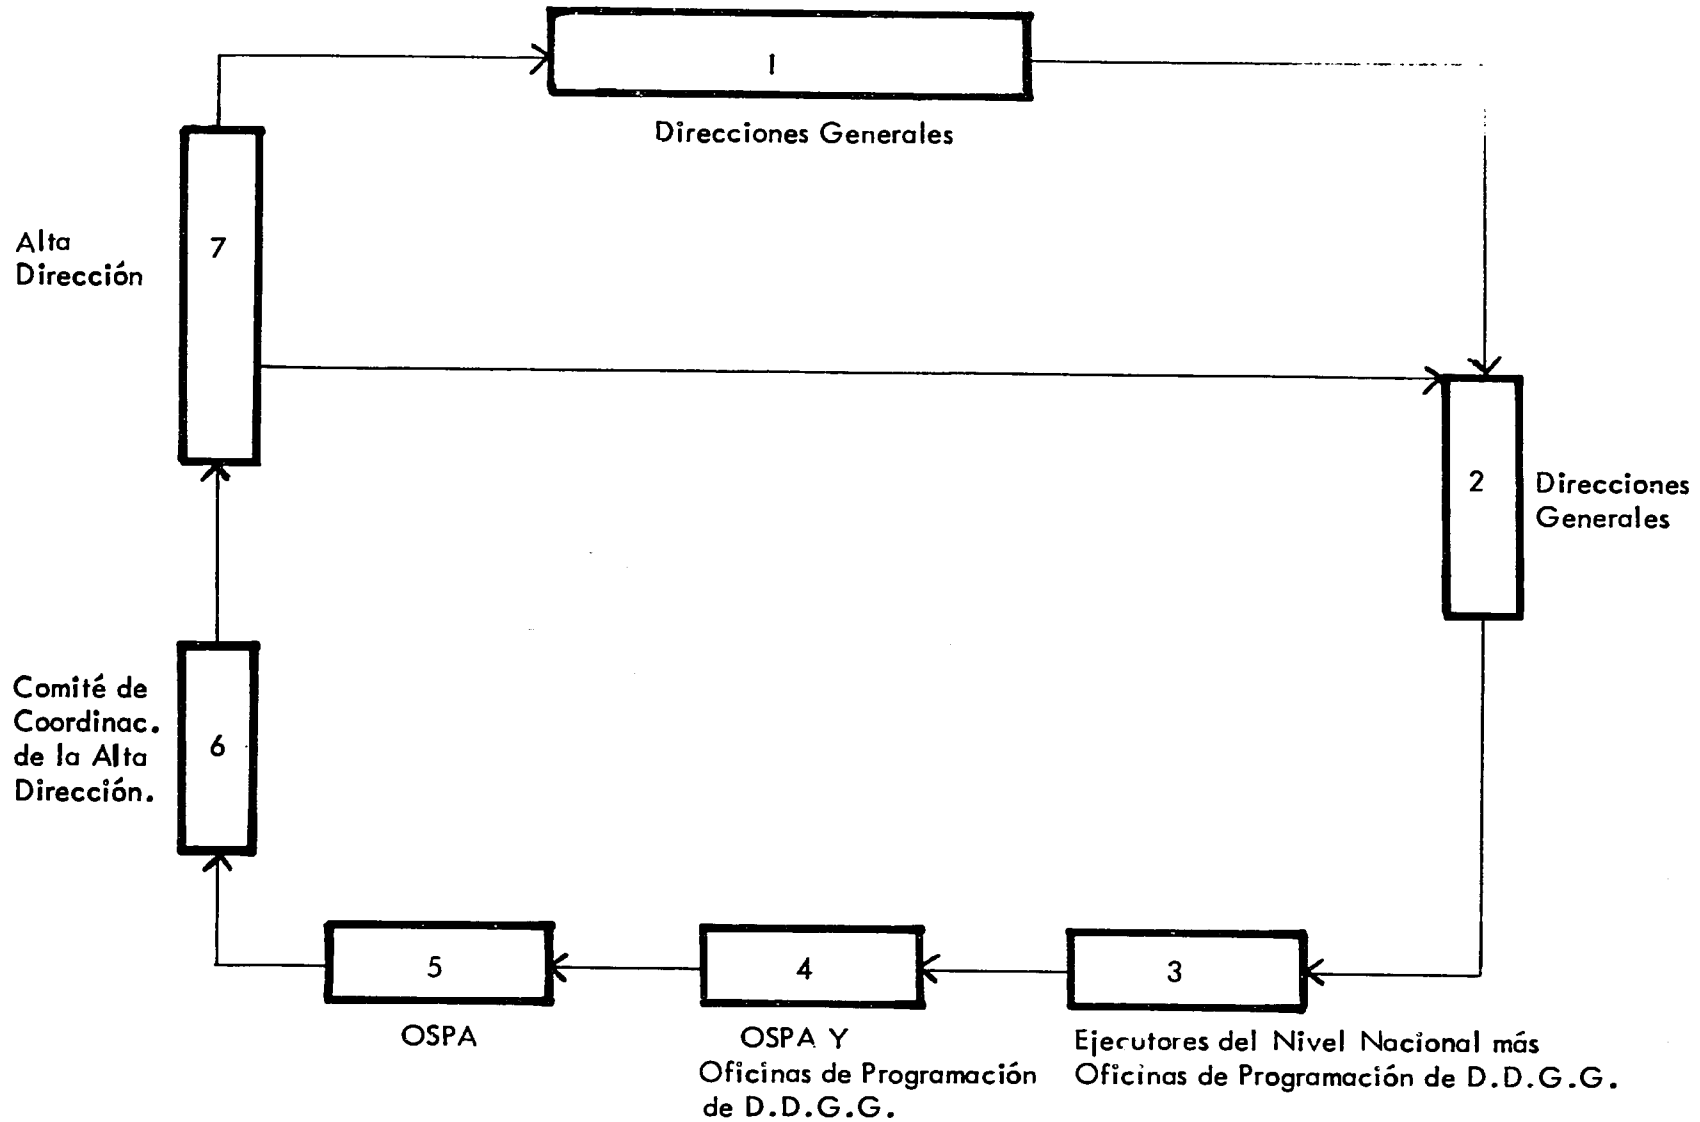 1
Direcciones Generales
Alta
Dirección
7
2
Direcciones
Generales
Comité de
Coordinac.
de la Alta
Dirección.
6
5
OSPA
4
OSPA Y
Oficinas de Programación
de D.D.G.G.
3
Ejecutores del Nivel Nacional más
Oficinas de Programación de D.D.G.G.